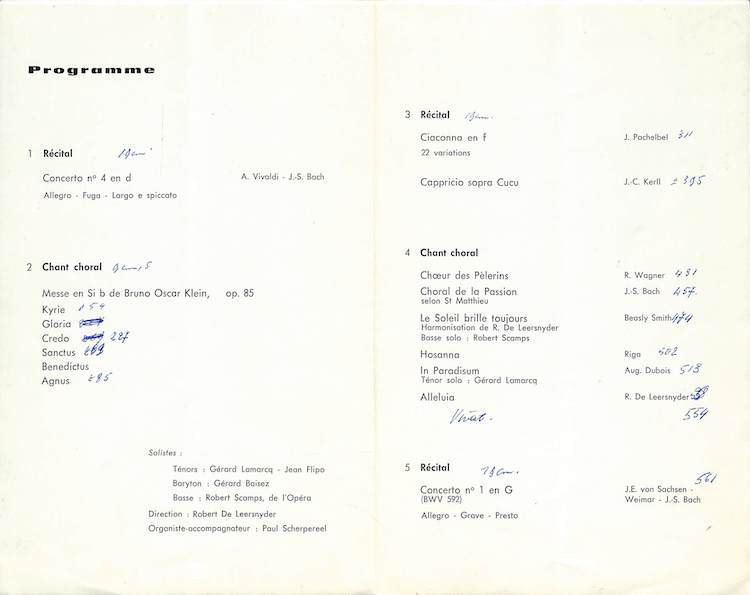 Programme
1 Récital
Concerto nº 4 en d A. Vivaldi - J.-S. Bach
Allegro - Fuga - Largo e spiccato
2 Chant choral
Messe en Si b de Bruno Oscar Klein, op. 85
Kyrie 154
Gloria
Credo 227
Sanctus
Benedictus
Agnus 285
Solistes :
Ténors : Gérard Lamarcq - Jean Flipo
Baryton : Gérard Baisez
Basse : Robert Scamps, de l'Opéra
Direction : Robert De Leersnyder
Organiste-accompagnateur : Paul Scherpereel
3 Récital
Ciaconna en f J. Pachelbel 311
22 variations
Cappricio sopra Cucu J.-C. Kerll 395
4 Chant choral
Chœur des Pèlerins R. Wagner 431
Choral de la Passion J.-S. Bach 457
selon St Matthieu
Le Soleil brille toujours Beasly Smith 474
Harmonisation de R. De Leersnyder
Basse solo : Robert Scamps
Hosanna Riga 502
In Paradisum Aug. Dubois 513
Ténor solo : Gérard Lamarcq
Alleluia R. De Leersnyder
Vivat. 554
5 Récital
561
Concerto nº 1 en G J.E. von Sachsen -
(BWV 592) Weimar - J.-S. Bach
Allegro - Grave - Presto